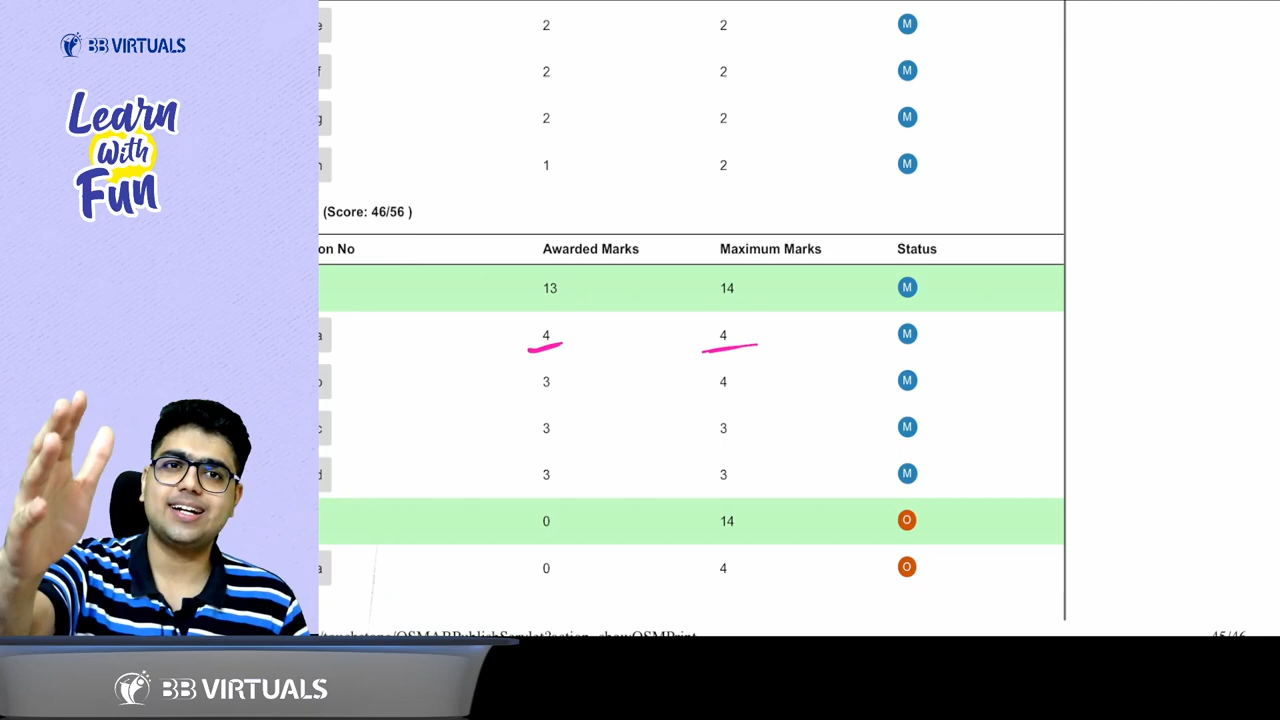 BB VIRTUALS
Learn
With
Fun
e 2 2 M
f 2 2 M
g 2 2 M
1 2 M
(Score: 46/56 )
on No Awarded Marks Maximum Marks Status
13 14 M
a 4 4 M
3 4 M
c 3 3 M
d 3 3 M
0 14 O
a 0 4 O
45/46
BB VIRTUALS